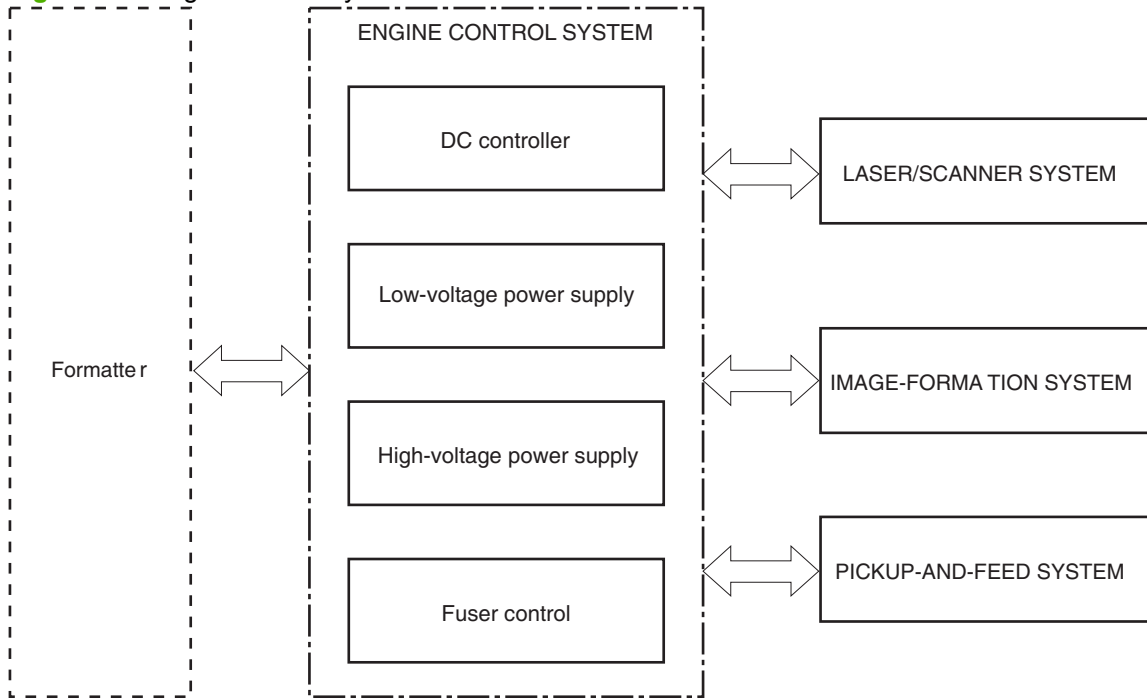 ENGINE CONTROL SYSTEM
DC controller
LASER/SCANNER SYSTEM
Low-voltage power supply
Formatter
IMAGE-FORMA TION SYSTEM
High-voltage power supply
PICKUP-AND-FEED SYSTEM
Fuser control